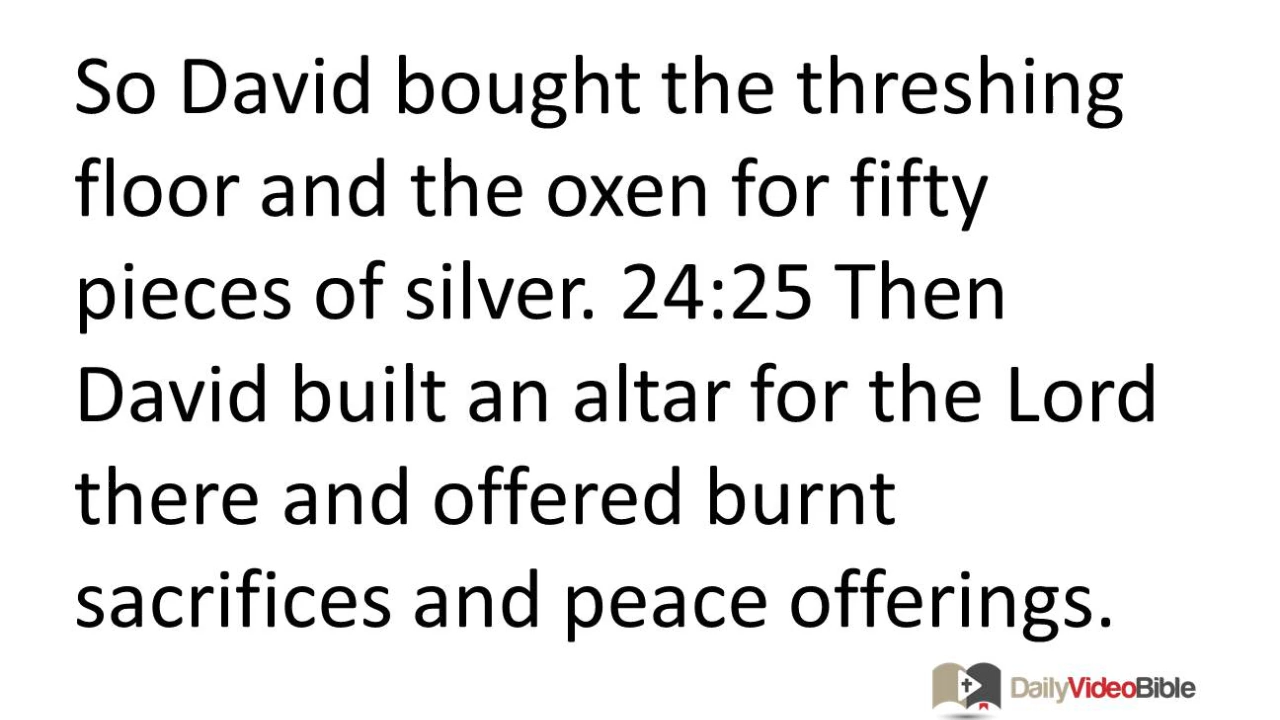 So David bought the threshing
floor and the oxen for fifty
pieces of silver. 24:25 Then
David built an altar for the Lord
there and offered burnt
sacrifices and peace offerings.
DailyVideoBible